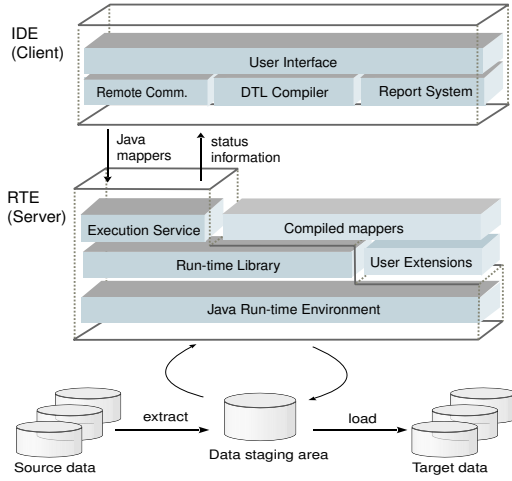 IDE
(Client)
User Interface
Remote Comm.
DTL Compiler
Report System
Java
mappers
status
information
RTE
(Server)
Execution Service
Compiled mappers
Run-time Library
User Extensions
Java Run-time Environment
extract
load
Source data
Data staging area
Target data